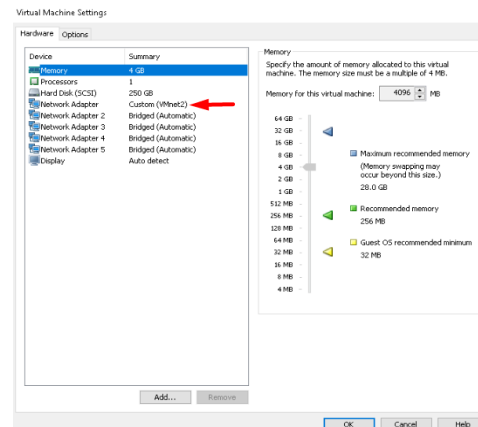 Virtual Machine Settings
Hardware Options
Device Summary
Memory 4 GB
Processors 1
Hard Disk (SCSI) 250 GB
Network Adapter Custom (VMnet2)
Network Adapter 2 Bridged (Automatic)
Network Adapter 3 Bridged (Automatic)
Network Adapter 4 Bridged (Automatic)
Network Adapter 5 Bridged (Automatic)
Display Auto detect
Add... Remove
Memory
Specify the amount of memory allocated to this virtual
machine. The memory size must be a multiple of 4 MB.
Memory for this virtual machine: 4096 MB
64 GB
32 GB
16 GB
8 GB
4 GB
2 GB
1 GB
512 MB
256 MB
128 MB
64 MB
32 MB
16 MB
8 MB
4 MB
Maximum recommended memory
(Memory swapping may
occur beyond this size.)
28.0 GB
Recommended memory
256 MB
Guest OS recommended minimum
32 MB
OK Cancel Help